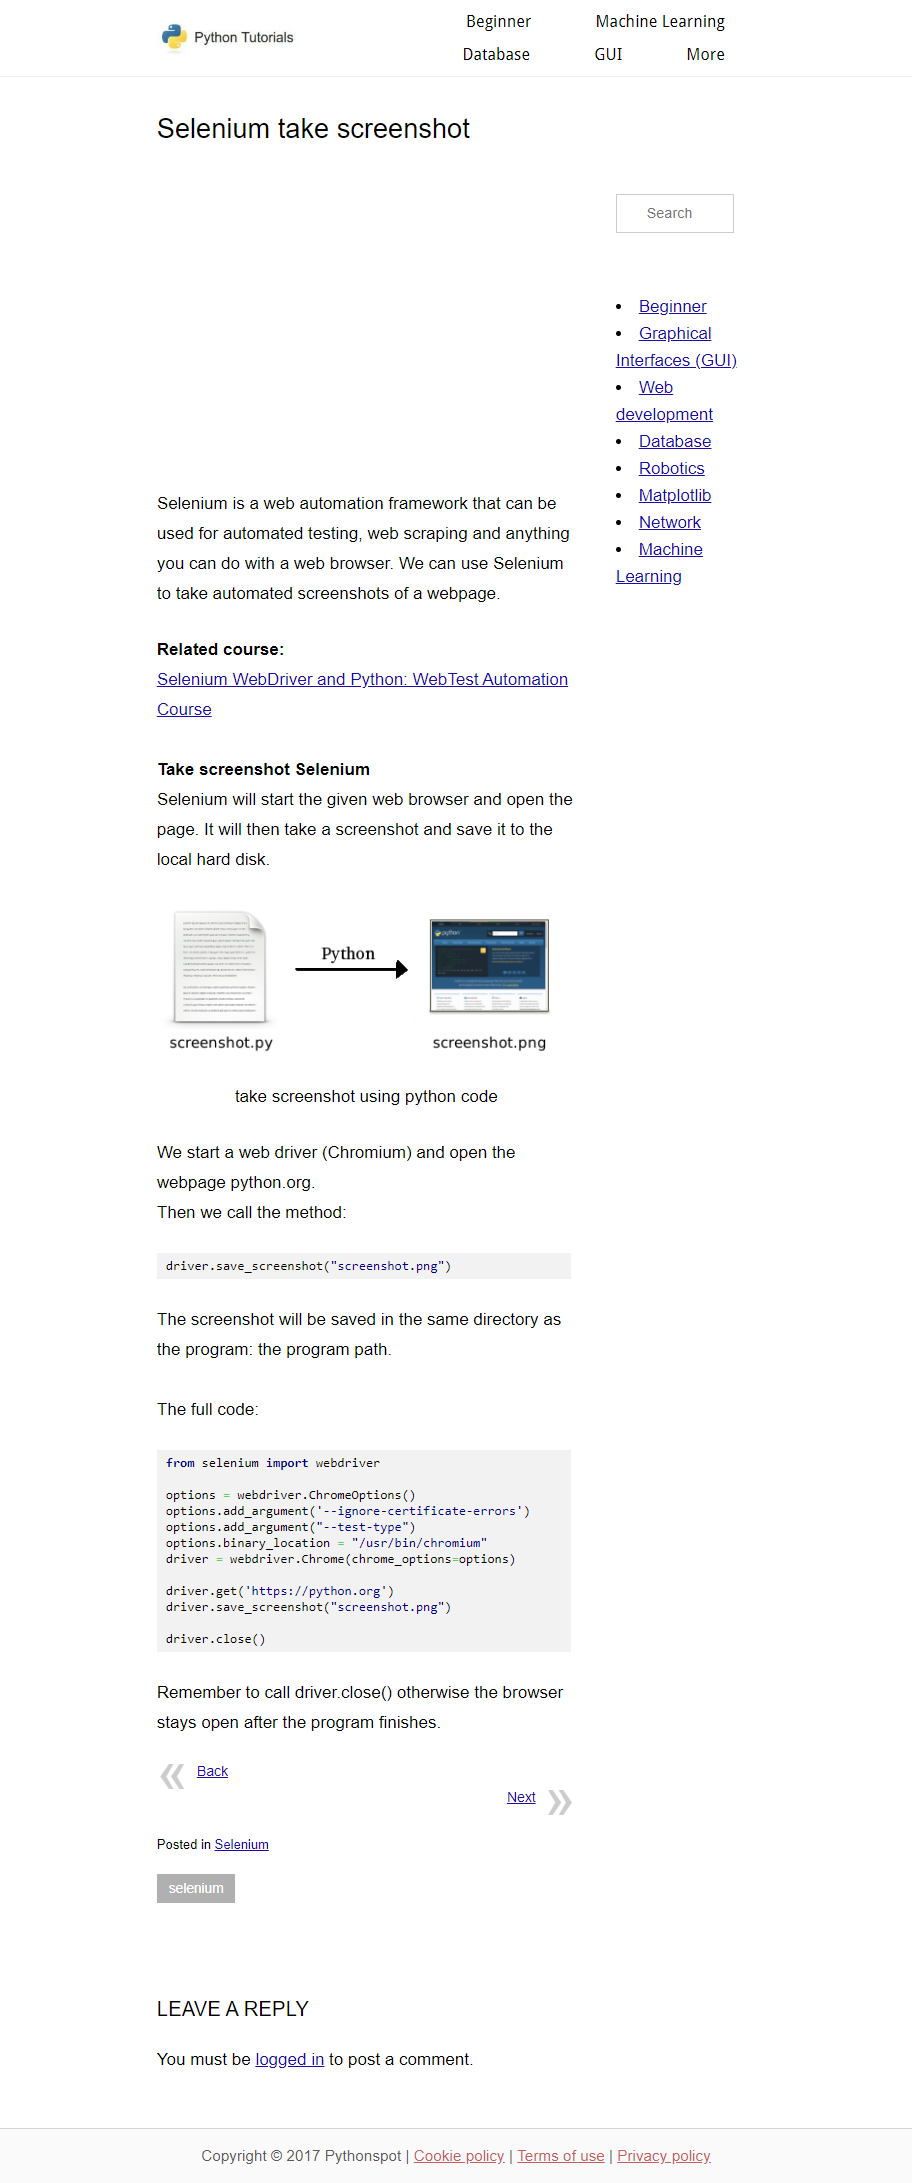 Python Tutorials
Beginner Machine Learning
Database GUI More
Selenium take screenshot
Search
• Beginner
• Graphical
Interfaces (GUI)
• Web
development
• Database
• Robotics
• Matplotlib
• Network
• Machine
Learning
Selenium is a web automation framework that can be
used for automated testing, web scraping and anything
you can do with a web browser. We can use Selenium
to take automated screenshots of a webpage.
Related course:
Selenium WebDriver and Python: WebTest Automation
Course
Take screenshot Selenium
Selenium will start the given web browser and open the
page. It will then take a screenshot and save it to the
local hard disk.
Python
python
screenshot.py screenshot.png
take screenshot using python code
We start a web driver (Chromium) and open the
webpage python.org.
Then we call the method:
driver.save_screenshot("screenshot.png")
The screenshot will be saved in the same directory as
the program: the program path.
The full code:
from selenium import webdriver
options = webdriver.ChromeOptions()
options.add_argument('--ignore-certificate-errors')
options.add_argument("--test-type")
options.binary_location = "/usr/bin/chromium"
driver = webdriver.Chrome(chrome_options=options)
driver.get('https://python.org')
driver.save_screenshot("screenshot.png")
driver.close()
Remember to call driver.close() otherwise the browser
stays open after the program finishes.
« Back
Next »
Posted in Selenium
selenium
LEAVE A REPLY
You must be logged in to post a comment.
Copyright © 2017 Pythonspot | Cookie policy | Terms of use | Privacy policy